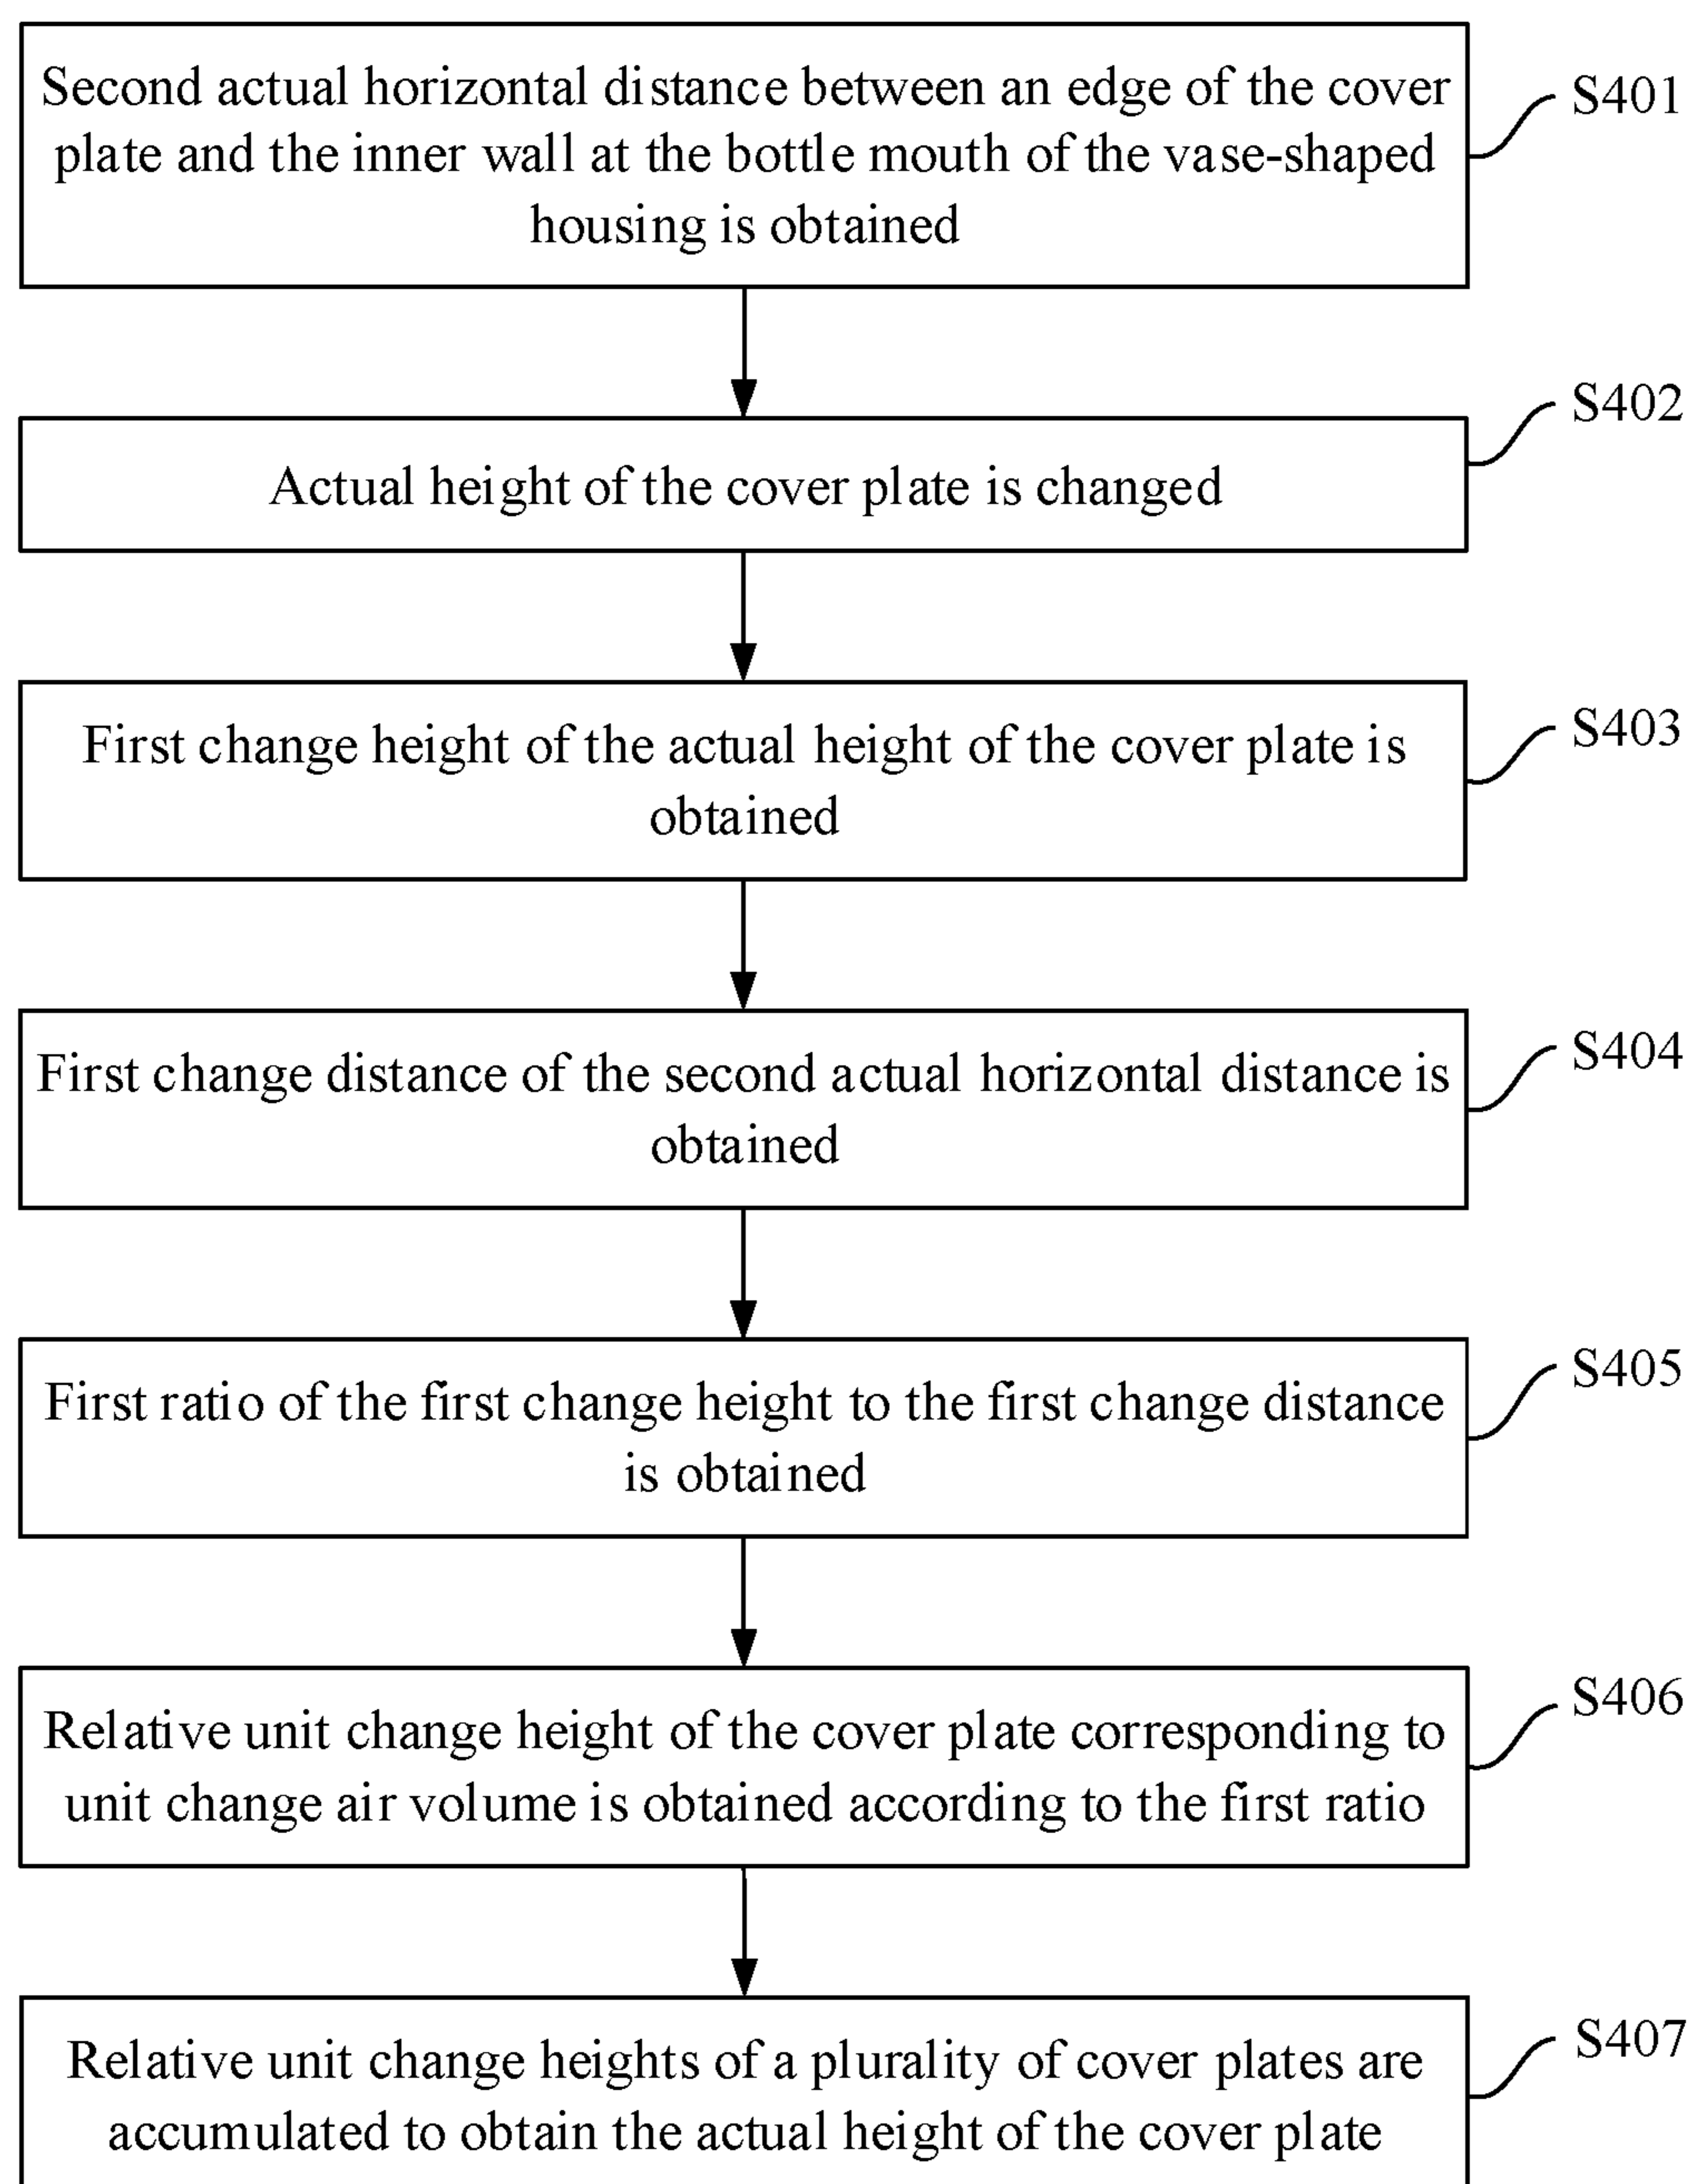 Second actual horizontal distance between an edge of the cover
plate and the inner wall at the bottle mouth of the vase-shaped
housing is obtained
S401
Actual height of the cover plate is changed
S402
First change height of the actual height of the cover plate is
obtained
S403
First change distance of the second actual horizontal distance is
obtained
S404
First ratio of the first change height to the first change distance
is obtained
S405
Relative unit change height of the cover plate corresponding to
unit change air volume is obtained according to the first ratio
S406
Relative unit change heights of a plurality of cover plates are
accumulated to obtain the actual height of the cover plate
S407